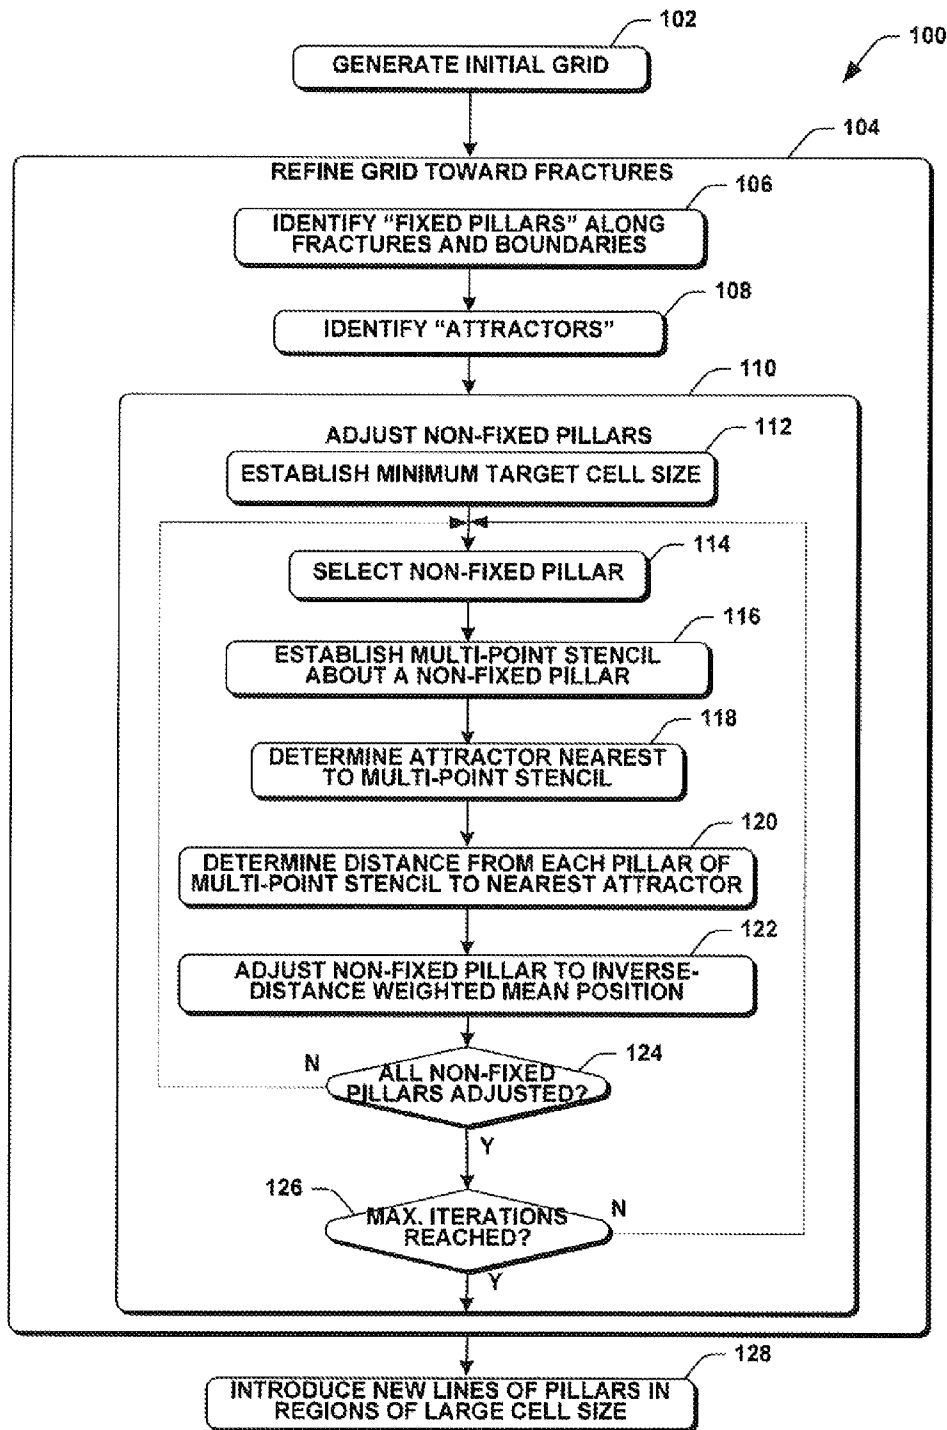 102
100
GENERATE INITIAL GRID
104
REFINE GRID TOWARD FRACTURES
106
IDENTIFY “FIXED PILLARS” ALONG
FRACTURES AND BOUNDARIES
108
IDENTIFY “ATTRACTORS”
110
ADJUST NON-FIXED PILLARS
112
ESTABLISH MINIMUM TARGET CELL SIZE
114
SELECT NON-FIXED PILLAR
116
ESTABLISH MULTI-POINT STENCIL
ABOUT A NON-FIXED PILLAR
118
DETERMINE ATTRACTOR NEAREST
TO MULTI-POINT STENCIL
120
DETERMINE DISTANCE FROM EACH PILLAR OF
MULTI-POINT STENCIL TO NEAREST ATTRACTOR
122
ADJUST NON-FIXED PILLAR TO INVERSE-
DISTANCE WEIGHTED MEAN POSITION
N
124
ALL NON-FIXED
PILLARS ADJUSTED?
Y
126
N
MAX. ITERATIONS
REACHED?
Y
128
INTRODUCE NEW LINES OF PILLARS IN
REGIONS OF LARGE CELL SIZE